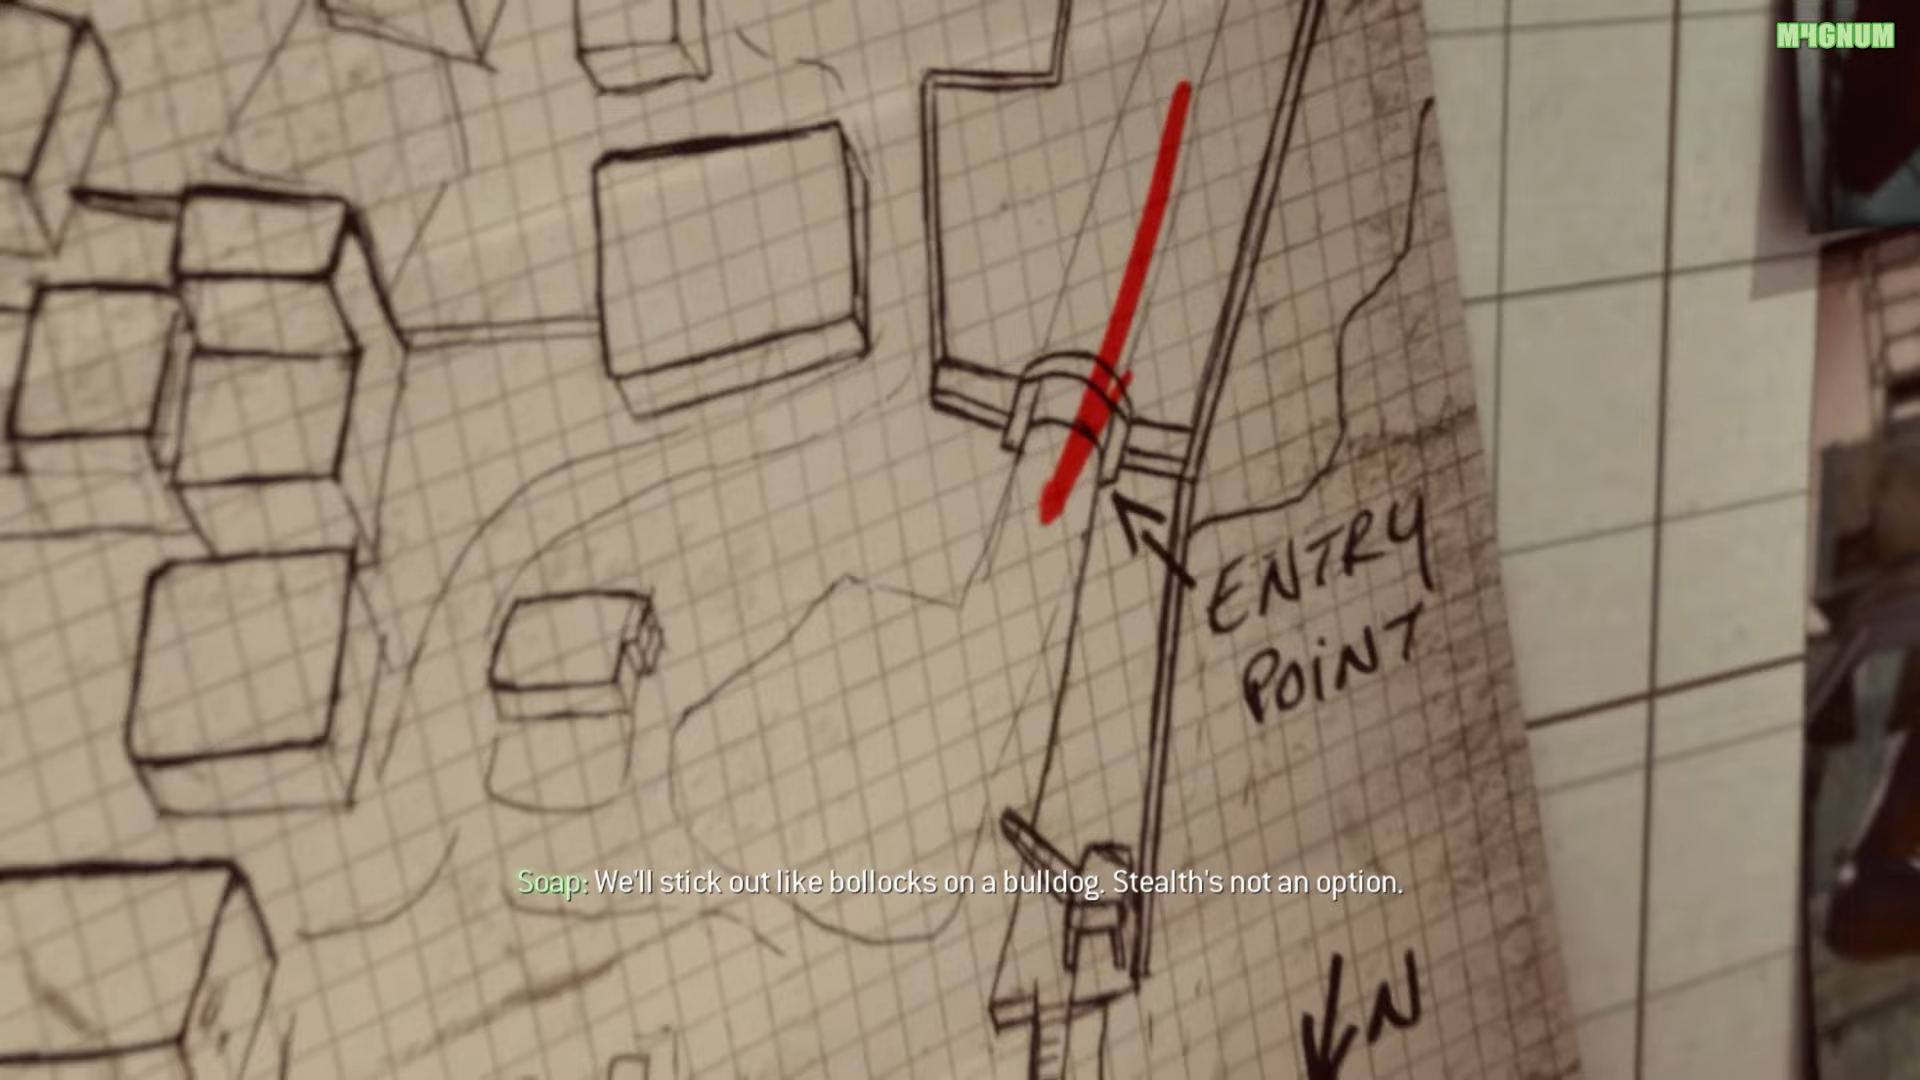 M4GNUM
ENTRY
POINT
Soap: We'll stick out like bollocks on a bulldog. Stealth's not an option.
N